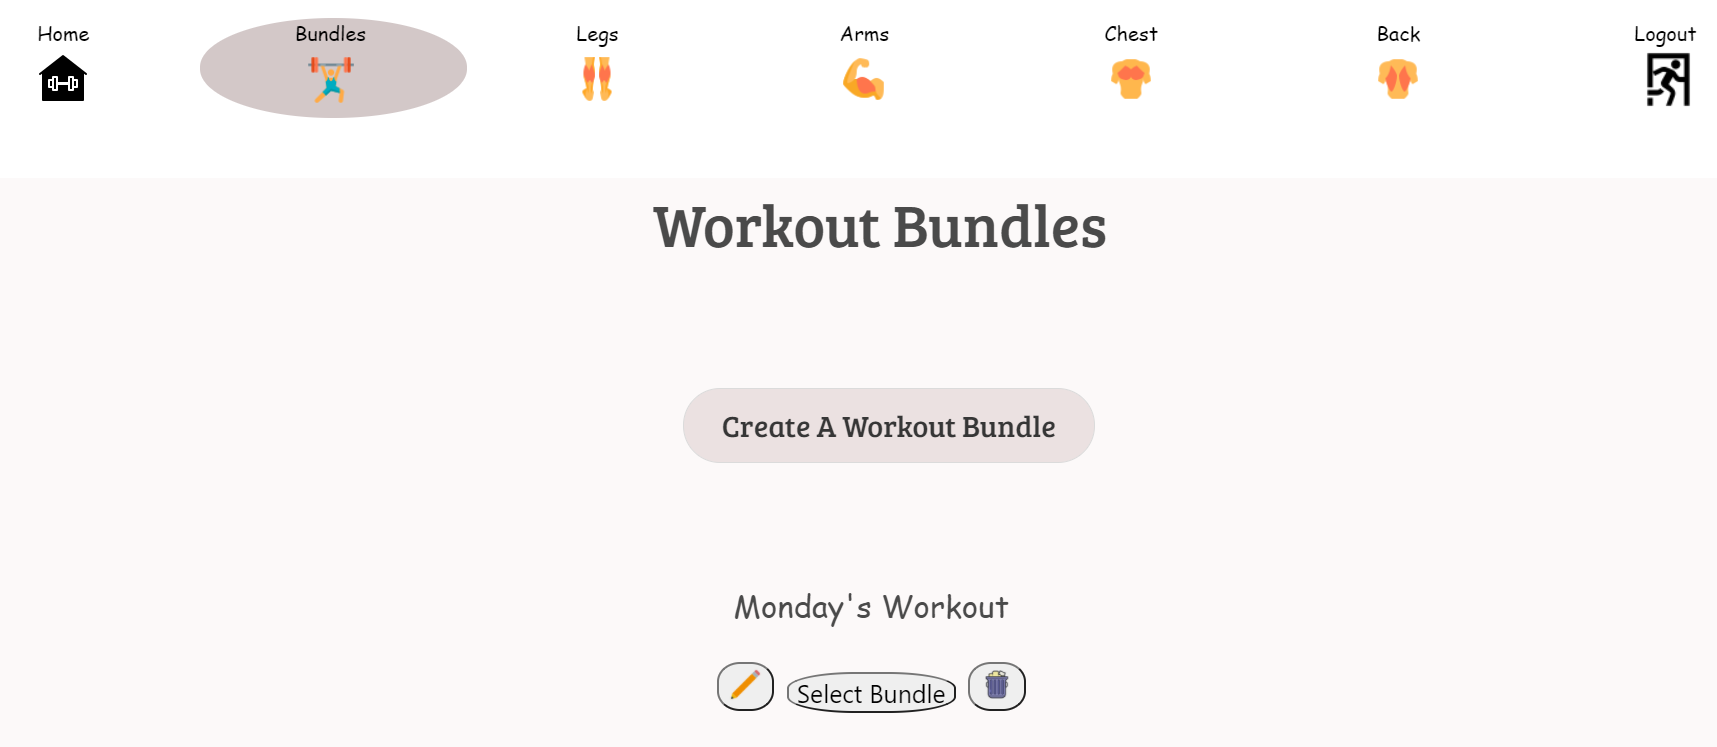 Home Bundles Legs Arms Chest Back Logout
Workout Bundles
Create A Workout Bundle
Monday's Workout
Select Bundle